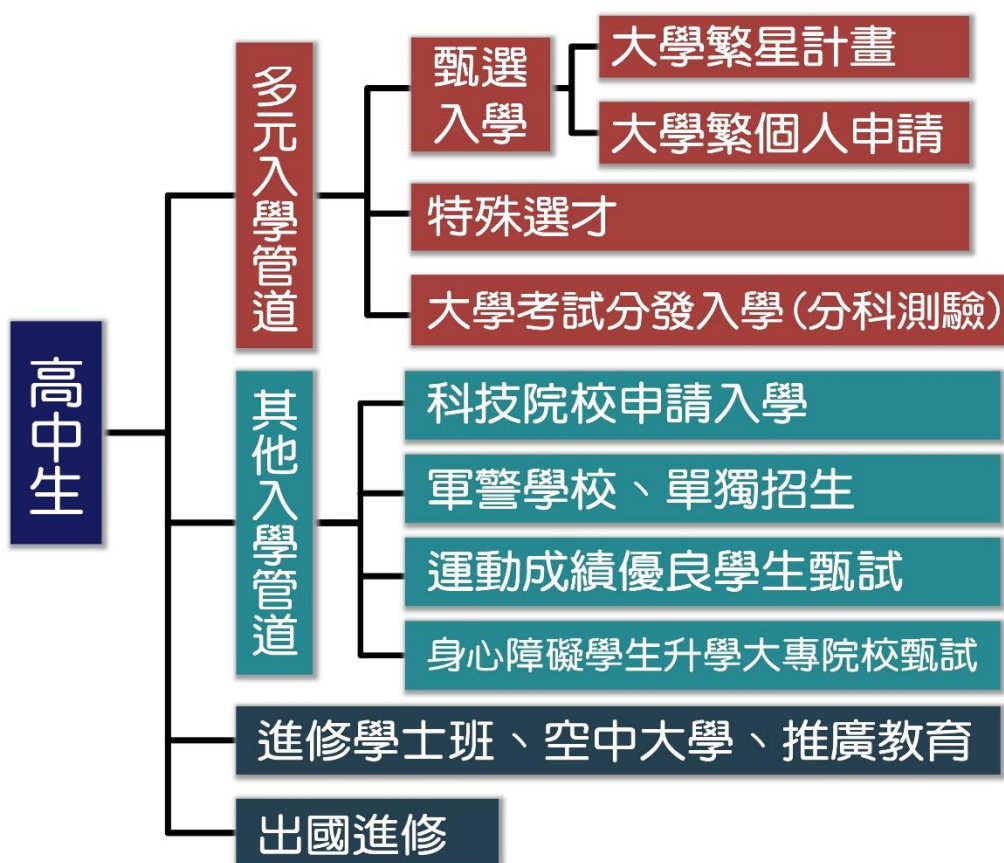 高中生
多元入學管道
甄選
入學
大學繁星計畫
大學繁個人申請
特殊選才
大學考試分發入學(分科測驗)
其他入學管道
科技院校申請入學
軍警學校、單獨招生
運動成績優良學生甄試
身心障礙學生升學大專院校甄試
進修學士班、空中大學、推廣教育
出國進修